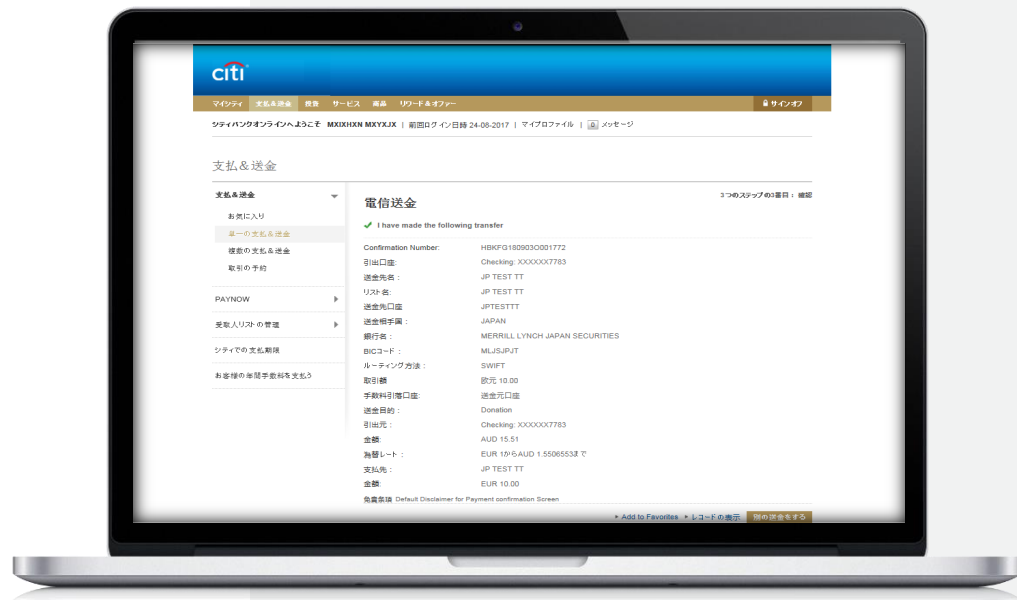 citi
マイシティ 支払&送金 投資 サービス 商品 リワード&オファー サインオフ
シティバンクオンラインへようこそ MXIXHXN MXYXJX | 前回ログイン日時 24-08-2017 | マイプロファイル | 0 メッセージ
支払&送金
支払&送金
お気に入り
単一の支払&送金
複数の支払&送金
取引の予約
PAYNOW
受取人リストの管理
シティでの支払期限
お客様の年間手数料を支払う
3つのステップの3番目: 確認
電信送金
I have made the following transfer
Confirmation Number: HBKFG180903O001772
引出口座: Checking: XXXXXX7783
送金先名: JP TEST TT
リスト名: JP TEST TT
送金先口座 JPTESTTT
送金相手国: JAPAN
銀行名: MERRILL LYNCH JAPAN SECURITIES
BICコード: MLJSJPJT
ルーティング方法: SWIFT
取引額 欧元 10.00
手数料引落口座: 送金元口座
送金目的: Donation
引出元: Checking: XXXXXX7783
金額: AUD 15.51
為替レート: EUR 1からAUD 1.5506553まで
支払先: JP TEST TT
金額: EUR 10.00
免責条項 Default Disclaimer for Payment confirmation Screen
Add to Favorites レコードの表示 別の送金をする